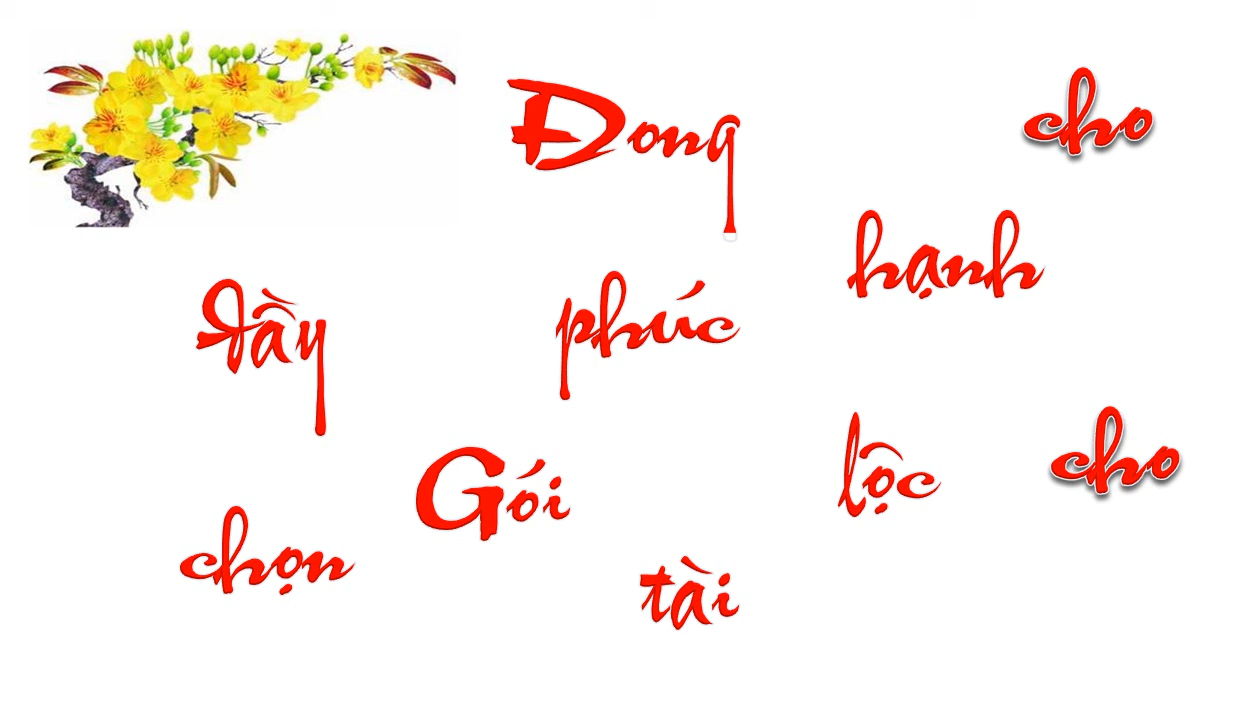 Đong
cho
hạnh
đầy
phúc
Gói
lộc
cho
chọn
tài